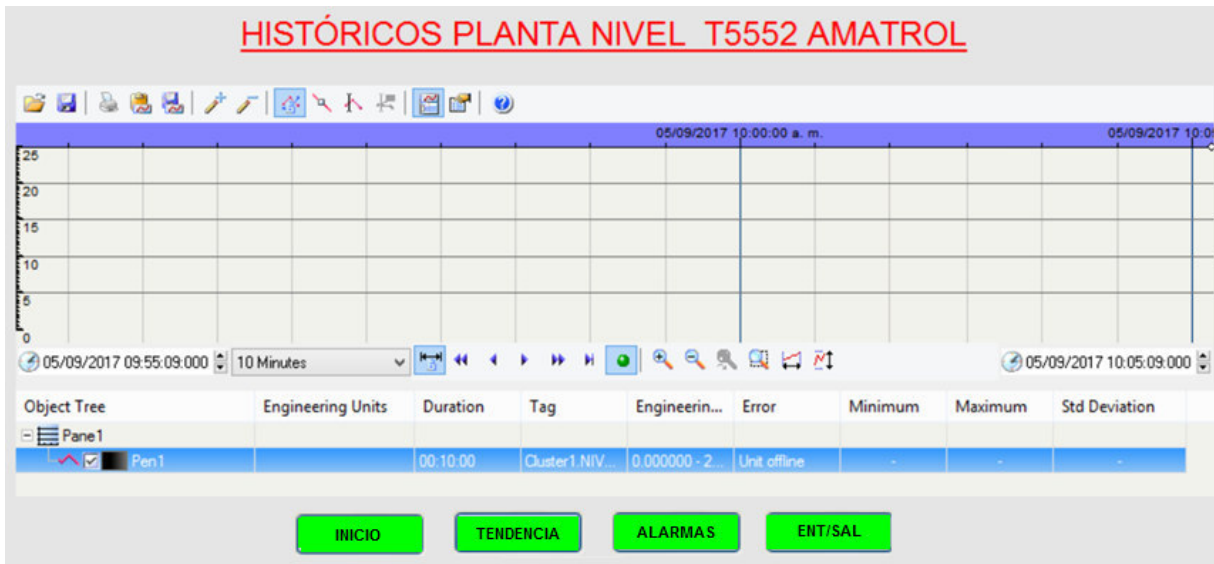 HISTÓRICOS PLANTA NIVEL T5552 AMATROL
05/09/2017 10:00:00 a. m.
05/09/2017 10:0
25
20
15
10
5
0
05/09/2017 09:55:09:000
10 Minutes
05/09/2017 10:05:09:000
Object Tree Engineering Units Duration Tag Engineerin... Error Minimum Maximum Std Deviation
Pane1
Pen1 00:10:00 Cluster1.NIV... 0.000000 - 2... Unit offline - - -
INICIO TENDENCIA ALARMAS ENT/SAL